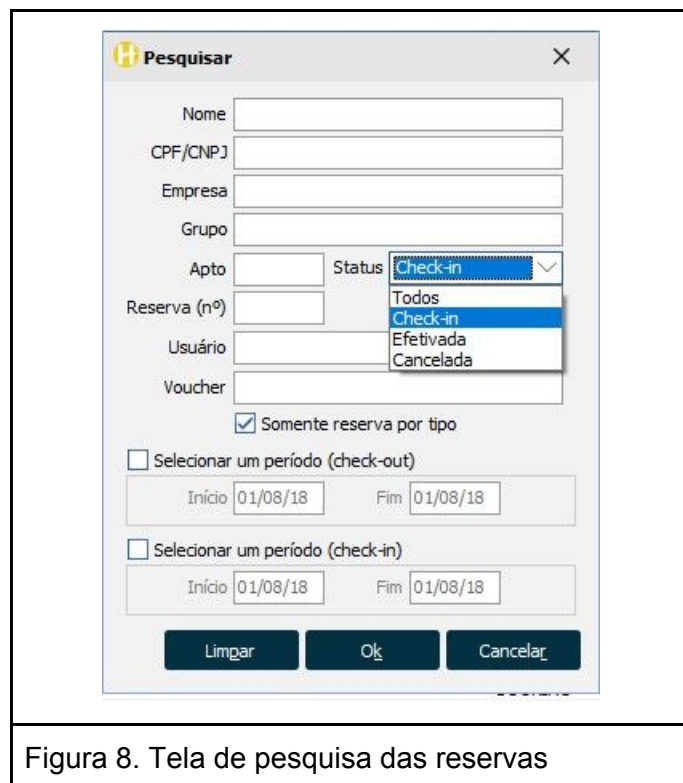 Pesquisar
Nome
CPF/CNPJ
Empresa
Grupo
Apto Status Check-in
Todos
Reserva (nº) Check-in
Efetivada
Usuário Cancelada
Voucher
Somente reserva por tipo
Selecionar um período (check-out)
Início 01/08/18 Fim 01/08/18
Selecionar um período (check-in)
Início 01/08/18 Fim 01/08/18
Limpar Ok Cancelar
Figura 8. Tela de pesquisa das reservas